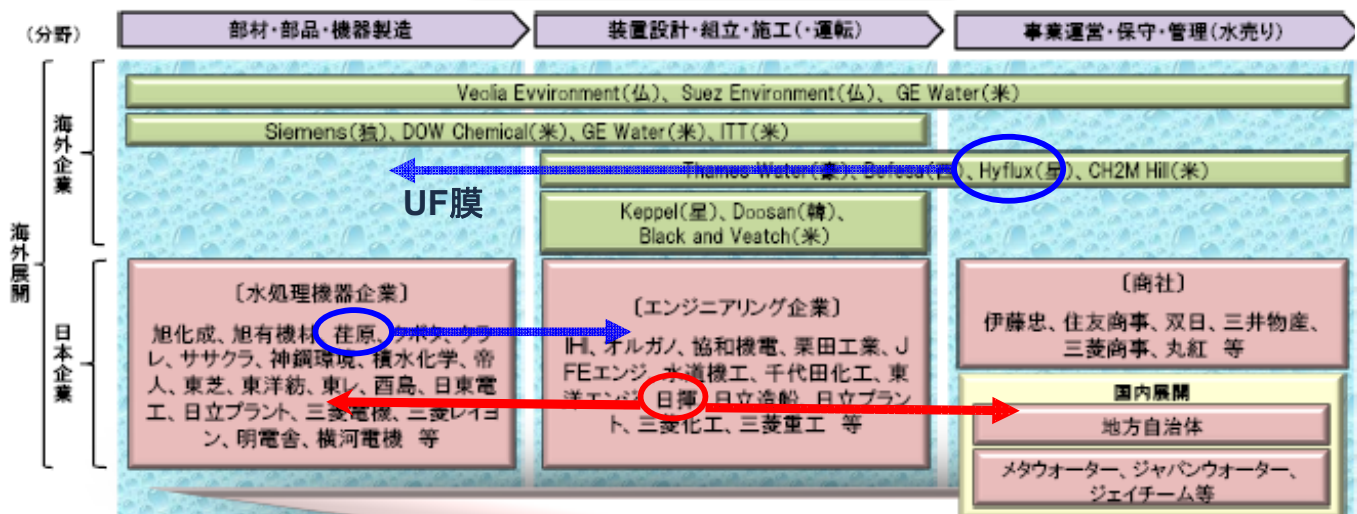 (分野)
部材・部品・機器製造
装置設計・組立・施工(・運転)
事業運営・保守・管理(水売り)
海外展開
海外企業
Veolia Evvironment(仏)、Suez Environment(仏)、GE Water(米)
Siemens(独)、DOW Chemical(米)、GE Water(米)、ITT(米)
Thames Water(豪)、Befesa(西)、Hyflux(星)、CH2M Hill(米)
UF膜
Keppel(星)、Doosan(韓)、
Black and Veatch(米)
日本企業
〔水処理機器企業〕
旭化成、旭有機材、荏原、クボタ、クラ
レ、ササクラ、神鋼環境、積水化学、帝
人、東芝、東洋紡、東レ、酉島、日東電
工、日立プラント、三菱電機、三菱レイヨ
ン、明電舎、横河電機 等
〔エンジニアリング企業〕
IHI、オルガノ、協和機電、栗田工業、J
FEエンジ、水道機工、千代田化工、東
洋エンジ、日揮、日立造船、日立プラン
ト、三菱化工、三菱重工 等
〔商社〕
伊藤忠、住友商事、双日、三井物産、
三菱商事、丸紅 等
国内展開
地方自治体
メタウォーター、ジャパンウォーター、
ジェイチーム等